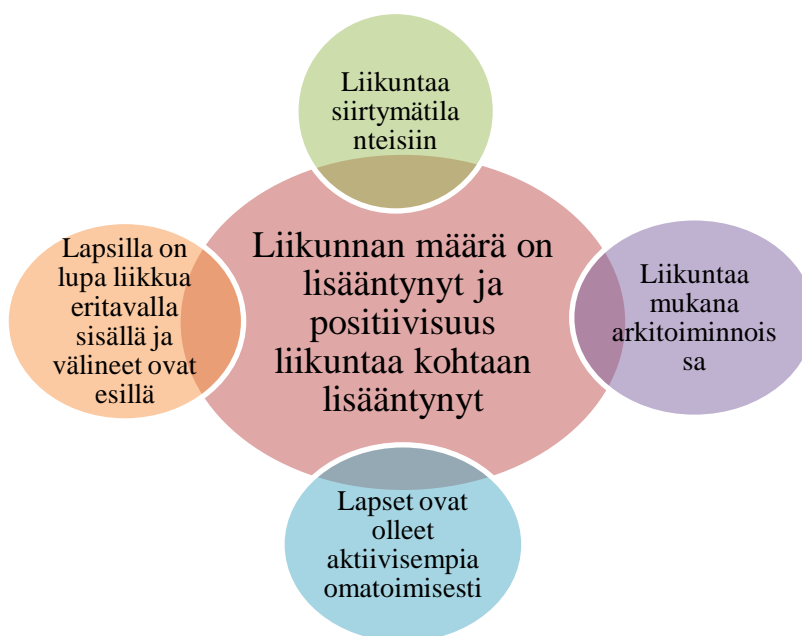 Liikuntaa
siirtymätila
nteisiin
Lapsilla on
lupa liikkua
eritavalla
sisällä ja
välineet ovat
esillä
Liikunnan määrä on
lisääntynyt ja
positiivisuus
liikuntaa kohtaan
lisääntynyt
Liikuntaa
mukana
arkitoiminnois
sa
Lapset ovat
olleet
aktiivisempia
omatoimisesti